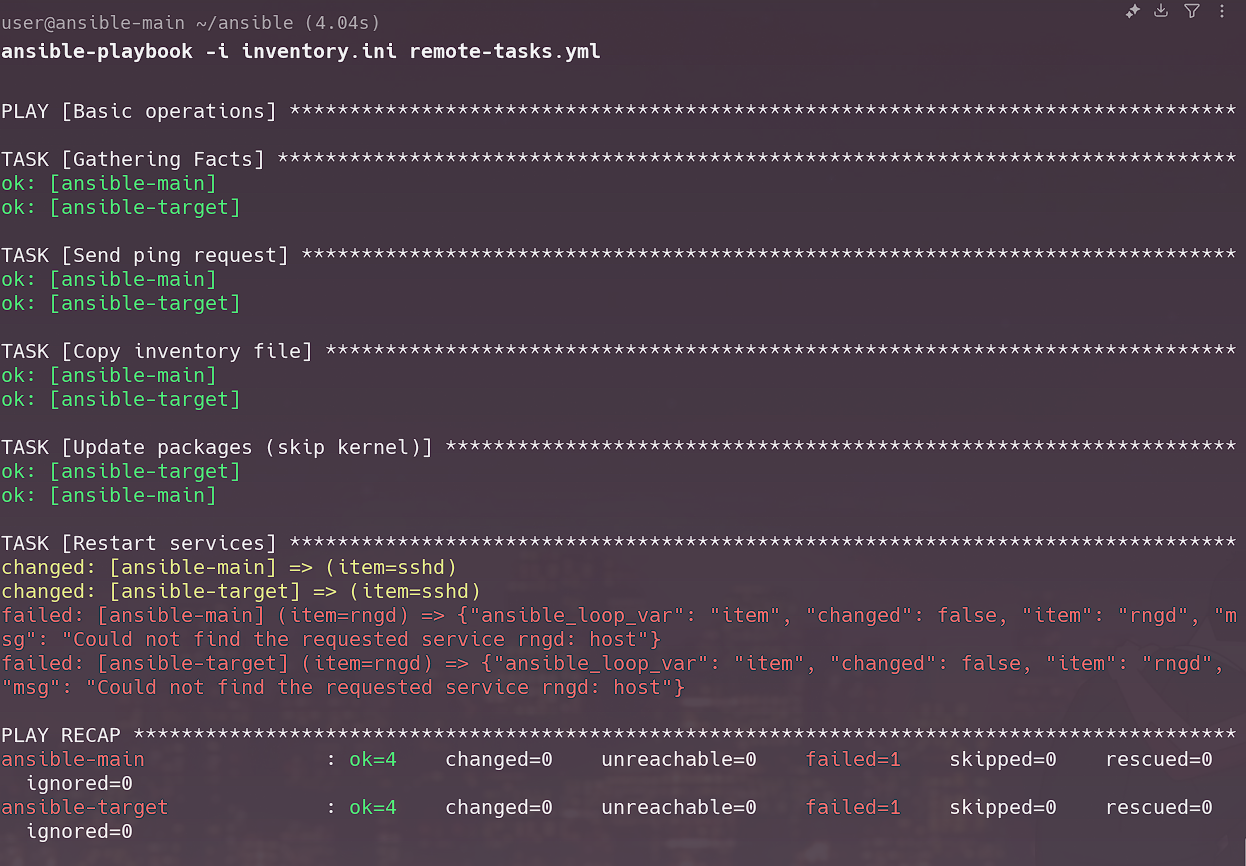 user@ansible-main ~/ansible (4.04s)
ansible-playbook -i inventory.ini remote-tasks.yml
PLAY [Basic operations] *******************************************************************************
TASK [Gathering Facts] ********************************************************************************
ok: [ansible-main]
ok: [ansible-target]
TASK [Send ping request] ******************************************************************************
ok: [ansible-main]
ok: [ansible-target]
TASK [Copy inventory file] ****************************************************************************
ok: [ansible-main]
ok: [ansible-target]
TASK [Update packages (skip kernel)] ******************************************************************
ok: [ansible-target]
ok: [ansible-main]
TASK [Restart services] *******************************************************************************
changed: [ansible-main] => (item=sshd)
changed: [ansible-target] => (item=sshd)
failed: [ansible-main] (item=rngd) => {"ansible_loop_var": "item", "changed": false, "item": "rngd", "m
sg": "Could not find the requested service rngd: host"}
failed: [ansible-target] (item=rngd) => {"ansible_loop_var": "item", "changed": false, "item": "rngd",
"msg": "Could not find the requested service rngd: host"}
PLAY RECAP ********************************************************************************************
ansible-main               : ok=4    changed=0    unreachable=0    failed=1    skipped=0    rescued=0
  ignored=0
ansible-target             : ok=4    changed=0    unreachable=0    failed=1    skipped=0    rescued=0
  ignored=0